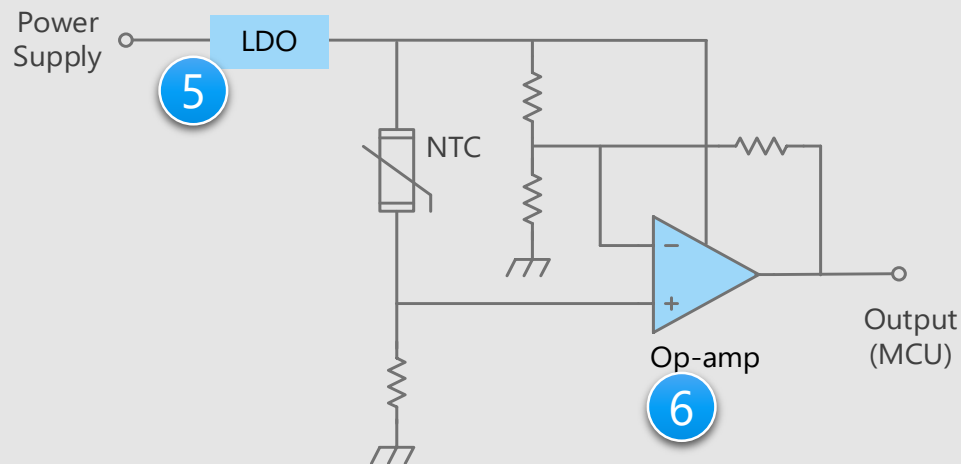 Power
Supply
LDO
5
NTC
−
+
Op-amp
6
Output
(MCU)